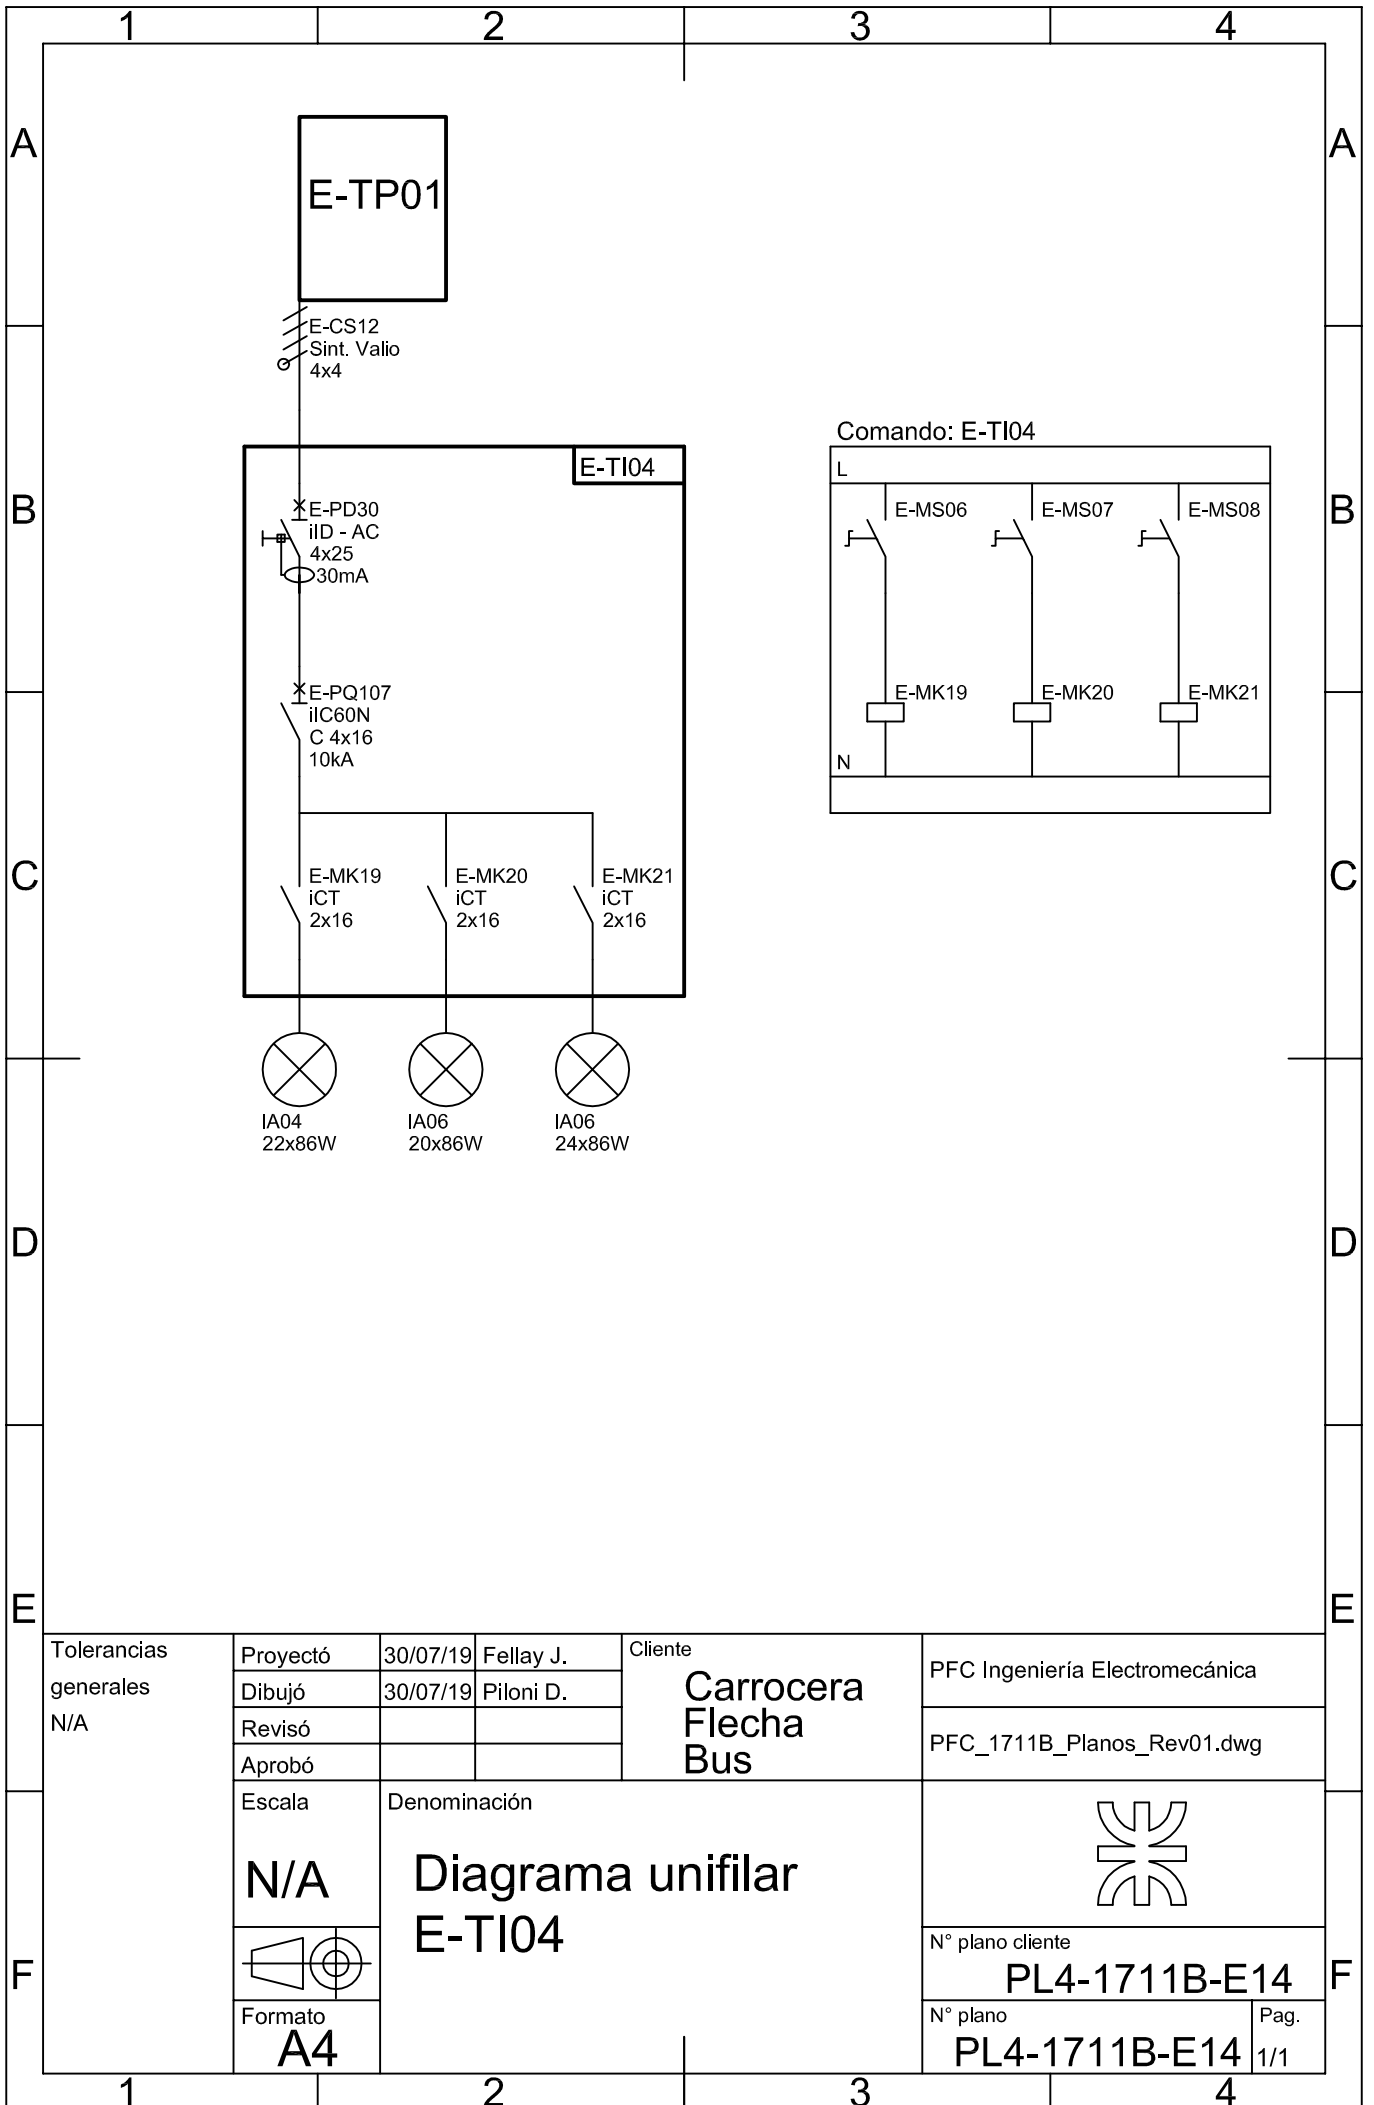 1 2 3 4
A A
E-TP01
E-CS12
Sint. Valio
4x4
Comando: E-TI04
E-TI04
L
B B
E-PD30
iID - AC
4x25
30mA
E-MS06 E-MS07 E-MS08
E-PQ107
iIC60N
C 4x16
10kA
E-MK19 E-MK20 E-MK21
N
C C
E-MK19
iCT
2x16
E-MK20
iCT
2x16
E-MK21
iCT
2x16
IA04
22x86W
IA06
20x86W
IA06
24x86W
D D
E E
Tolerancias
generales
N/A
Proyectó 30/07/19 Fellay J.
Dibujó 30/07/19 Piloni D.
Revisó
Aprobó
Cliente
Carrocera
Flecha
Bus
PFC Ingeniería Electromecánica
PFC_1711B_Planos_Rev01.dwg
Escala
N/A
Denominación
Diagrama unifilar
E-TI04
F F
Formato
A4
N° plano cliente
PL4-1711B-E14
N° plano
PL4-1711B-E14
Pag.
1/1
1 2 3 4